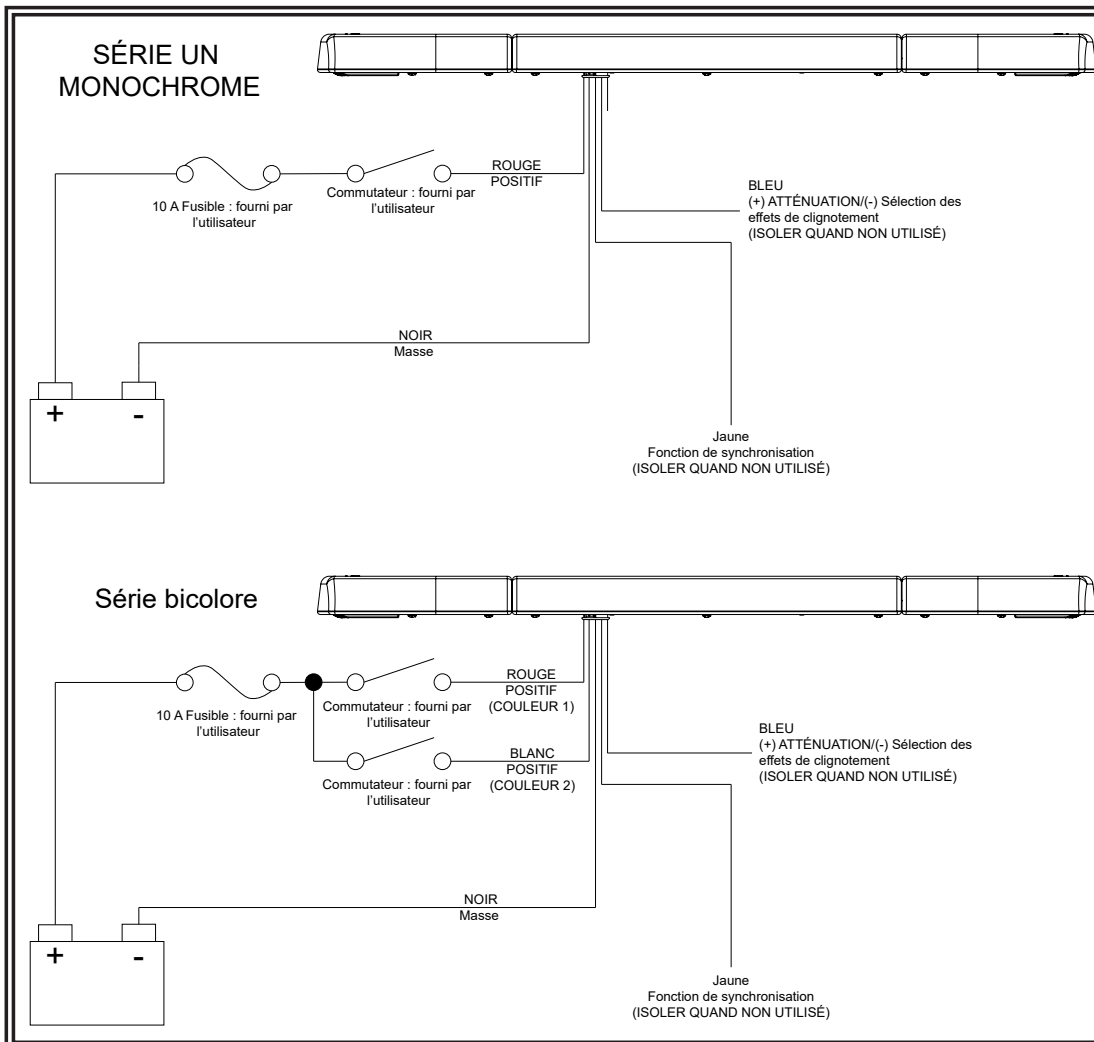 SÉRIE UN
MONOCHROME
ROUGE
POSITIF
10 A Fusible : fourni par
l'utilisateur
Commutateur : fourni par
l'utilisateur
BLEU
(+) ATTÉNUATION/(-) Sélection des
effets de clignotement
(ISOLER QUAND NON UTILISÉ)
NOIR
Masse
+ -
Jaune
Fonction de synchronisation
(ISOLER QUAND NON UTILISÉ)
Série bicolore
ROUGE
POSITIF
(COULEUR 1)
10 A Fusible : fourni par
l'utilisateur
Commutateur : fourni par
l'utilisateur
BLANC
POSITIF
(COULEUR 2)
Commutateur : fourni par
l'utilisateur
BLEU
(+) ATTÉNUATION/(-) Sélection des
effets de clignotement
(ISOLER QUAND NON UTILISÉ)
NOIR
Masse
+ -
Jaune
Fonction de synchronisation
(ISOLER QUAND NON UTILISÉ)